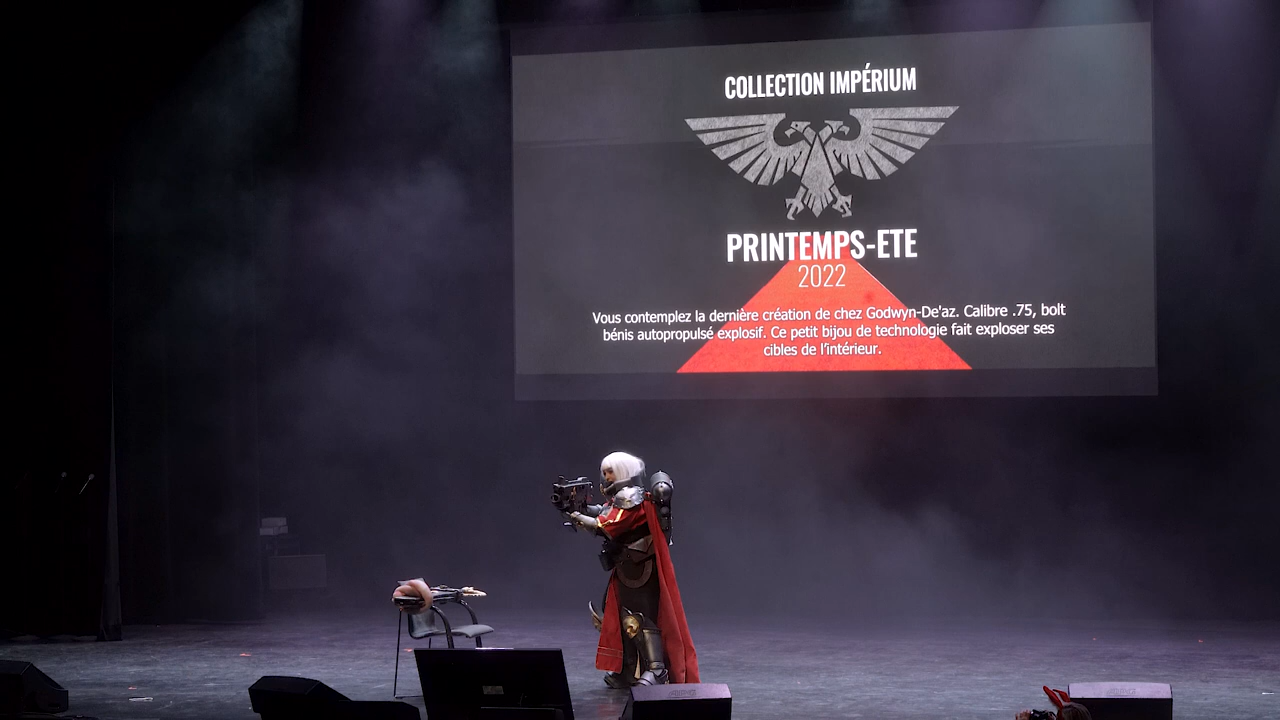 COLLECTION IMPÉRIUM
PRINTEMPS-ETE
2022
Vous contemplez la dernière création de chez Godwyn-De'az. Calibre .75, bolt
bénis autopropulsé explosif. Ce petit bijou de technologie fait exploser ses
cibles de l'intérieur.